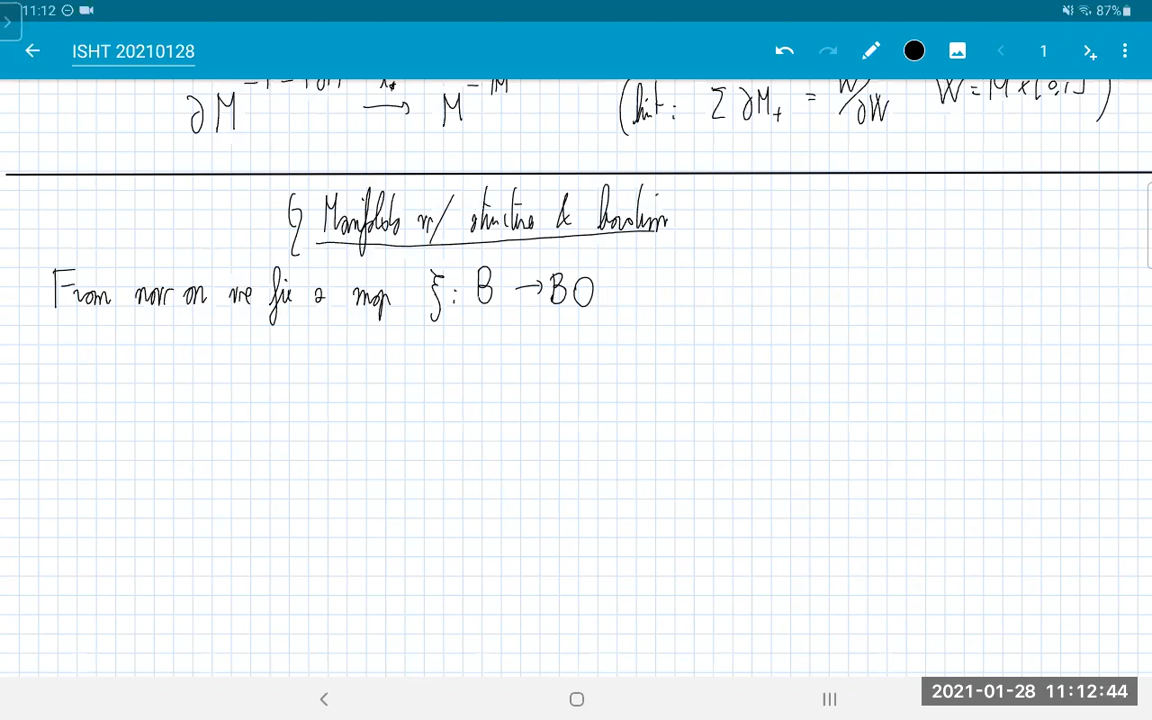 11:12 87%
ISHT 20210128 1
∂M → M (hint: Σ ∂M₊ = W/∂W W = M × [0,1])
§ Manifolds w/ structure & bordism
From now on we fix a map ξ: B → BO
2021-01-28 11:12:44